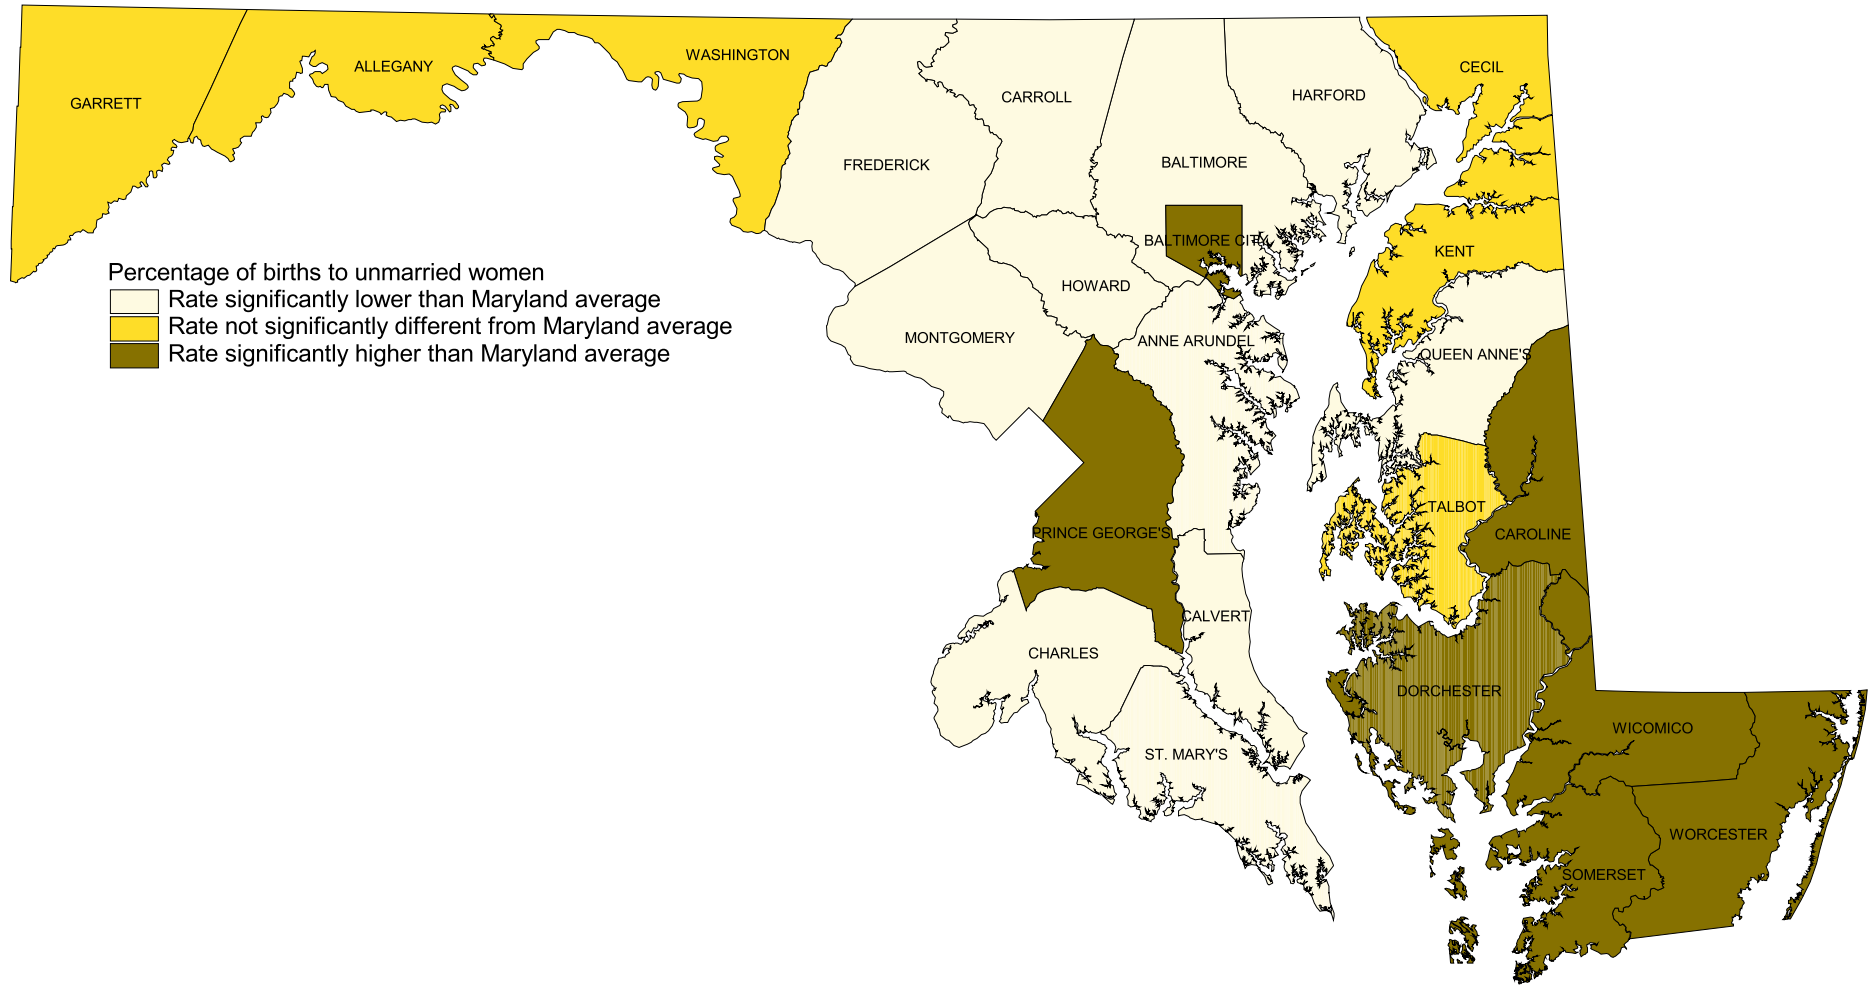 WASHINGTON
ALLEGANY
CECIL
GARRETT
CARROLL
HARFORD
FREDERICK
BALTIMORE
BALTIMORE CITY
KENT
Percentage of births to unmarried women
Rate significantly lower than Maryland average
Rate not significantly different from Maryland average
Rate significantly higher than Maryland average
HOWARD
MONTGOMERY
ANNE ARUNDEL
QUEEN ANNE'S
TALBOT
PRINCE GEORGE'S
CAROLINE
CALVERT
CHARLES
DORCHESTER
WICOMICO
ST. MARY'S
WORCESTER
SOMERSET